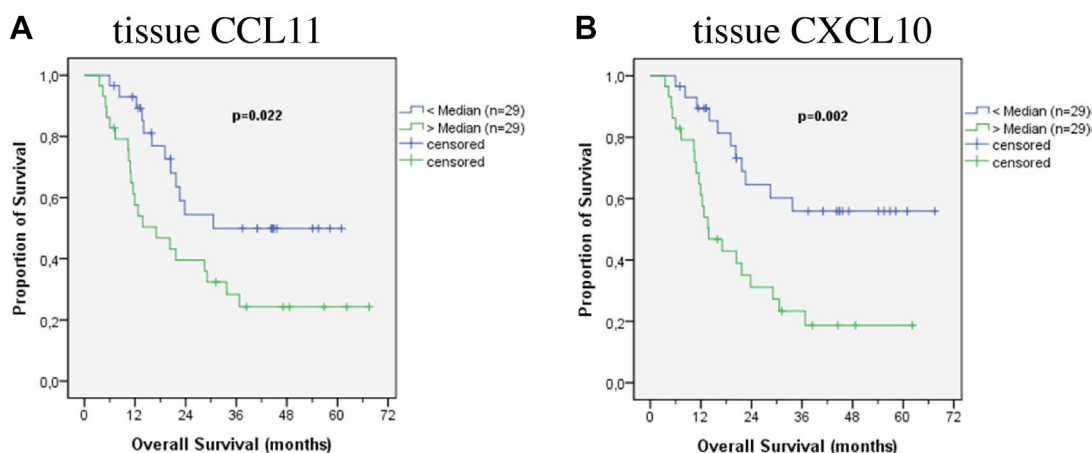 A tissue CCL11
Proportion of Survival
1,0
0,8
0,6
0,4
0,2
0,0
p=0.022
< Median (n=29)
> Median (n=29)
censored
censored
0 12 24 36 48 60 72
Overall Survival (months)
B tissue CXCL10
Proportion of Survival
1,0
0,8
0,6
0,4
0,2
0,0
p=0.002
< Median (n=29)
> Median (n=29)
censored
censored
0 12 24 36 48 60 72
Overall Survival (months)